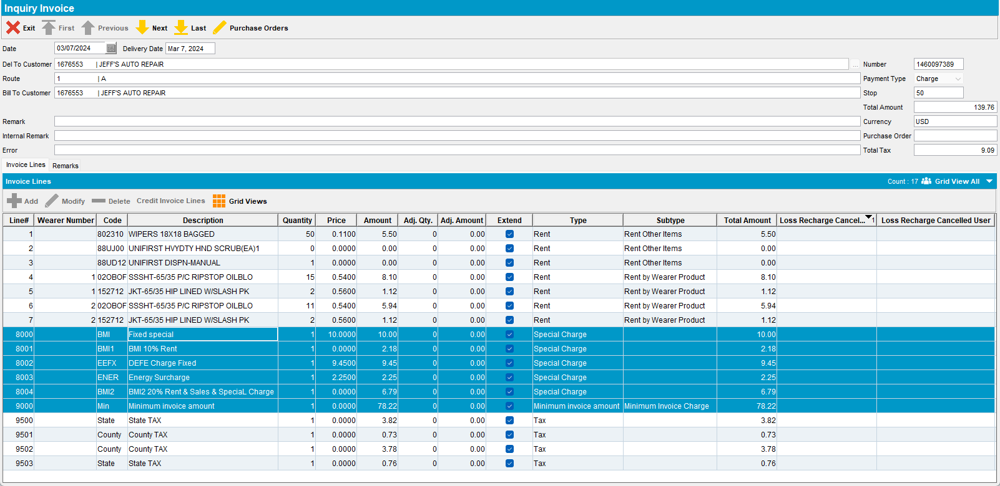 Inquiry Invoice
Exit First Previous Next Last Purchase Orders
Date 03/07/2024 16 Delivery Date Mar 7, 2024
Del To Customer 1676553 | JEFF'S AUTO REPAIR ... Number 1460097389
Route 1 | A Payment Type Charge
Bill To Customer 1676553 | JEFF'S AUTO REPAIR Stop 50
Total Amount 139.76
Remark Currency USD
Internal Remark Purchase Order
Error Total Tax 9.09
Invoice Lines Remarks
Invoice Lines Count : 17 Grid View All
Add Modify Delete Credit Invoice Lines Grid Views
Line# Wearer Number Code Description Quantity Price Amount Adj. Qty. Adj. Amount Extend Type Subtype Total Amount Loss Recharge Cancel... 1 Loss Recharge Cancelled User
1 802310 WIPERS 18X18 BAGGED 50 0.1100 5.50 0 0.00 Rent Rent Other Items 5.50
2 88UJ00 UNIFIRST HVYDTY HND SCRUB(EA)1 0 0.0000 0.00 0 0.00 Rent Rent Other Items 0.00
3 88UD12 UNIFIRST DISPN-MANUAL 1 0.0000 0.00 0 0.00 Rent Rent Other Items 0.00
4 1 02OBOF SSSHT-65/35 P/C RIPSTOP OILBLO 15 0.5400 8.10 0 0.00 Rent Rent by Wearer Product 8.10
5 1 152712 JKT-65/35 HIP LINED W/SLASH PK 2 0.5600 1.12 0 0.00 Rent Rent by Wearer Product 1.12
6 2 02OBOF SSSHT-65/35 P/C RIPSTOP OILBLO 11 0.5400 5.94 0 0.00 Rent Rent by Wearer Product 5.94
7 2 152712 JKT-65/35 HIP LINED W/SLASH PK 2 0.5600 1.12 0 0.00 Rent Rent by Wearer Product 1.12
8000 BMI Fixed special 1 10.0000 10.00 0 0.00 Special Charge 10.00
8001 BMI1 BMI 10% Rent 1 0.0000 2.18 0 0.00 Special Charge 2.18
8002 EEFX DEFE Charge Fixed 1 9.4500 9.45 0 0.00 Special Charge 9.45
8003 ENER Energy Surcharge 1 2.2500 2.25 0 0.00 Special Charge 2.25
8004 BMI2 BMI2 20% Rent & Sales & SpeciaL Charge 1 0.0000 6.79 0 0.00 Special Charge 6.79
9000 Min Minimum invoice amount 1 0.0000 78.22 0 0.00 Minimum invoice amount Minimum Invoice Charge 78.22
9500 State State TAX 1 0.0000 3.82 0 0.00 Tax 3.82
9501 County County TAX 1 0.0000 0.73 0 0.00 Tax 0.73
9502 County County TAX 1 0.0000 3.78 0 0.00 Tax 3.78
9503 State State TAX 1 0.0000 0.76 0 0.00 Tax 0.76